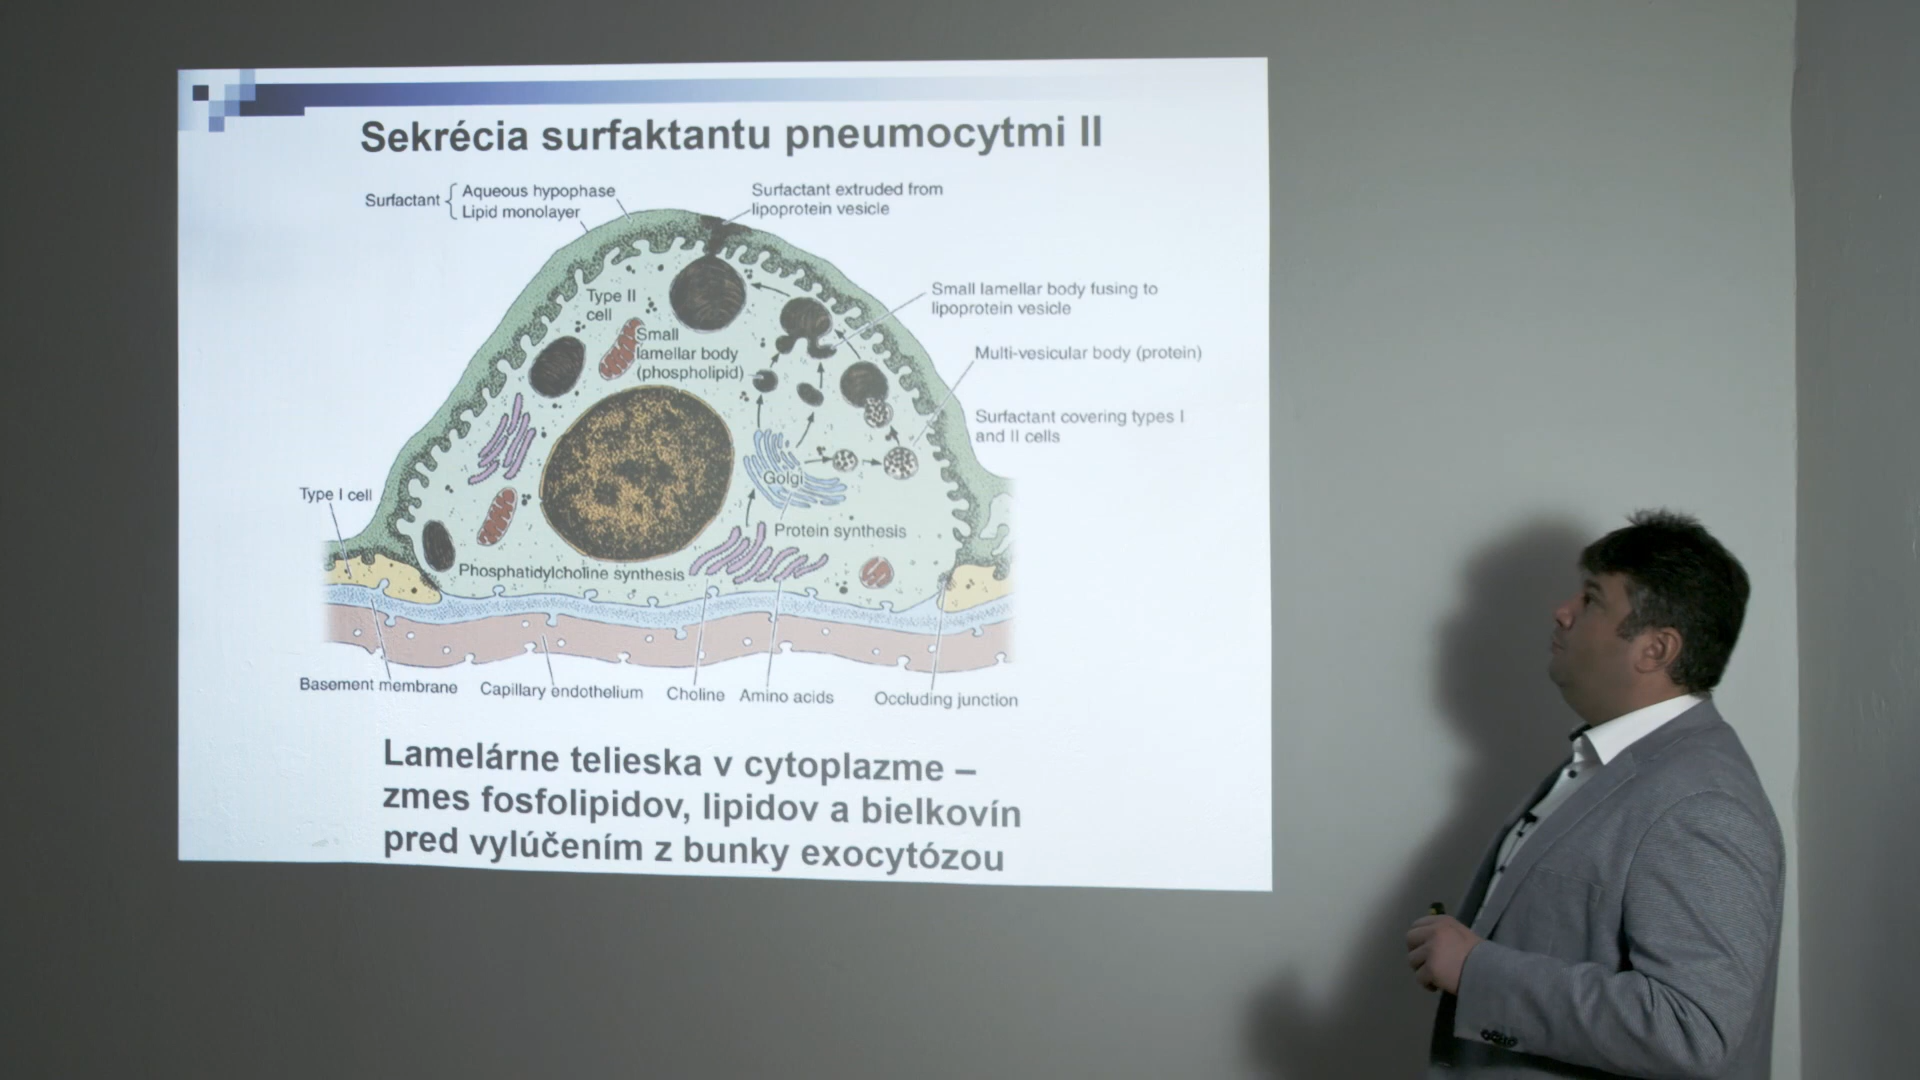 Sekrécia surfaktantu pneumocytmi II
Surfactant
Aqueous hypophase
Lipid monolayer
Surfactant extruded from
lipoprotein vesicle
Type II
cell
Small
lamellar body
(phospholipid)
Small lamellar body fusing to
lipoprotein vesicle
Multi-vesicular body (protein)
Surfactant covering types I
and II cells
Type I cell
Golgi
Protein synthesis
Phosphatidylcholine synthesis
Basement membrane
Capillary endothelium
Choline
Amino acids
Occluding junction
Lamelárne telieska v cytoplazme –
zmes fosfolipidov, lipidov a bielkovín
pred vylúčením z bunky exocytózou